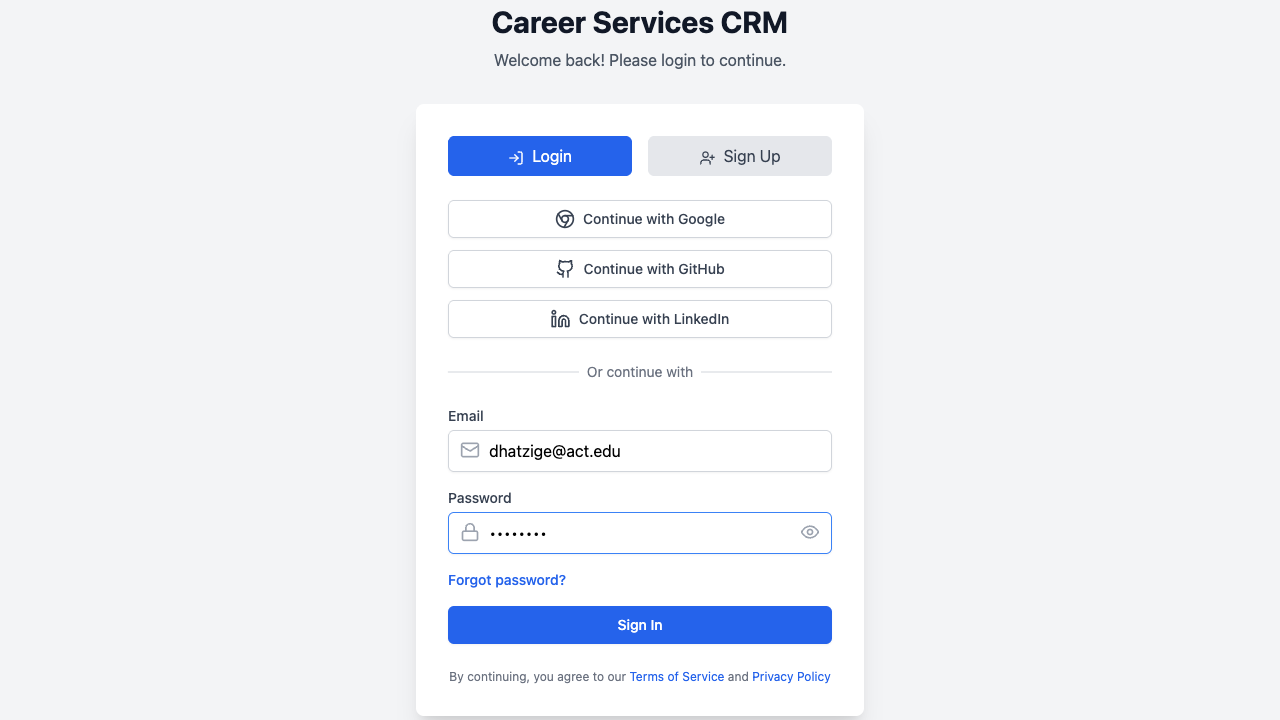 Career Services CRM
Welcome back! Please login to continue.
Login
Sign Up
Continue with Google
Continue with GitHub
Continue with LinkedIn
Or continue with
Email
dhatzige@act.edu
Password
••••••••
Forgot password?
Sign In
By continuing, you agree to our Terms of Service and Privacy Policy